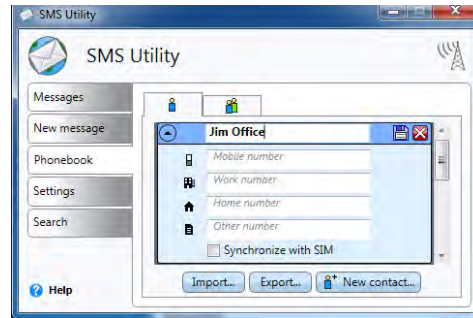 SMS Utility
SMS Utility
Messages
New message
Phonebook
Settings
Search
Help
Jim Office
Mobile number
Work number
Home number
Other number
Synchronize with SIM
Import... Export... New contact...